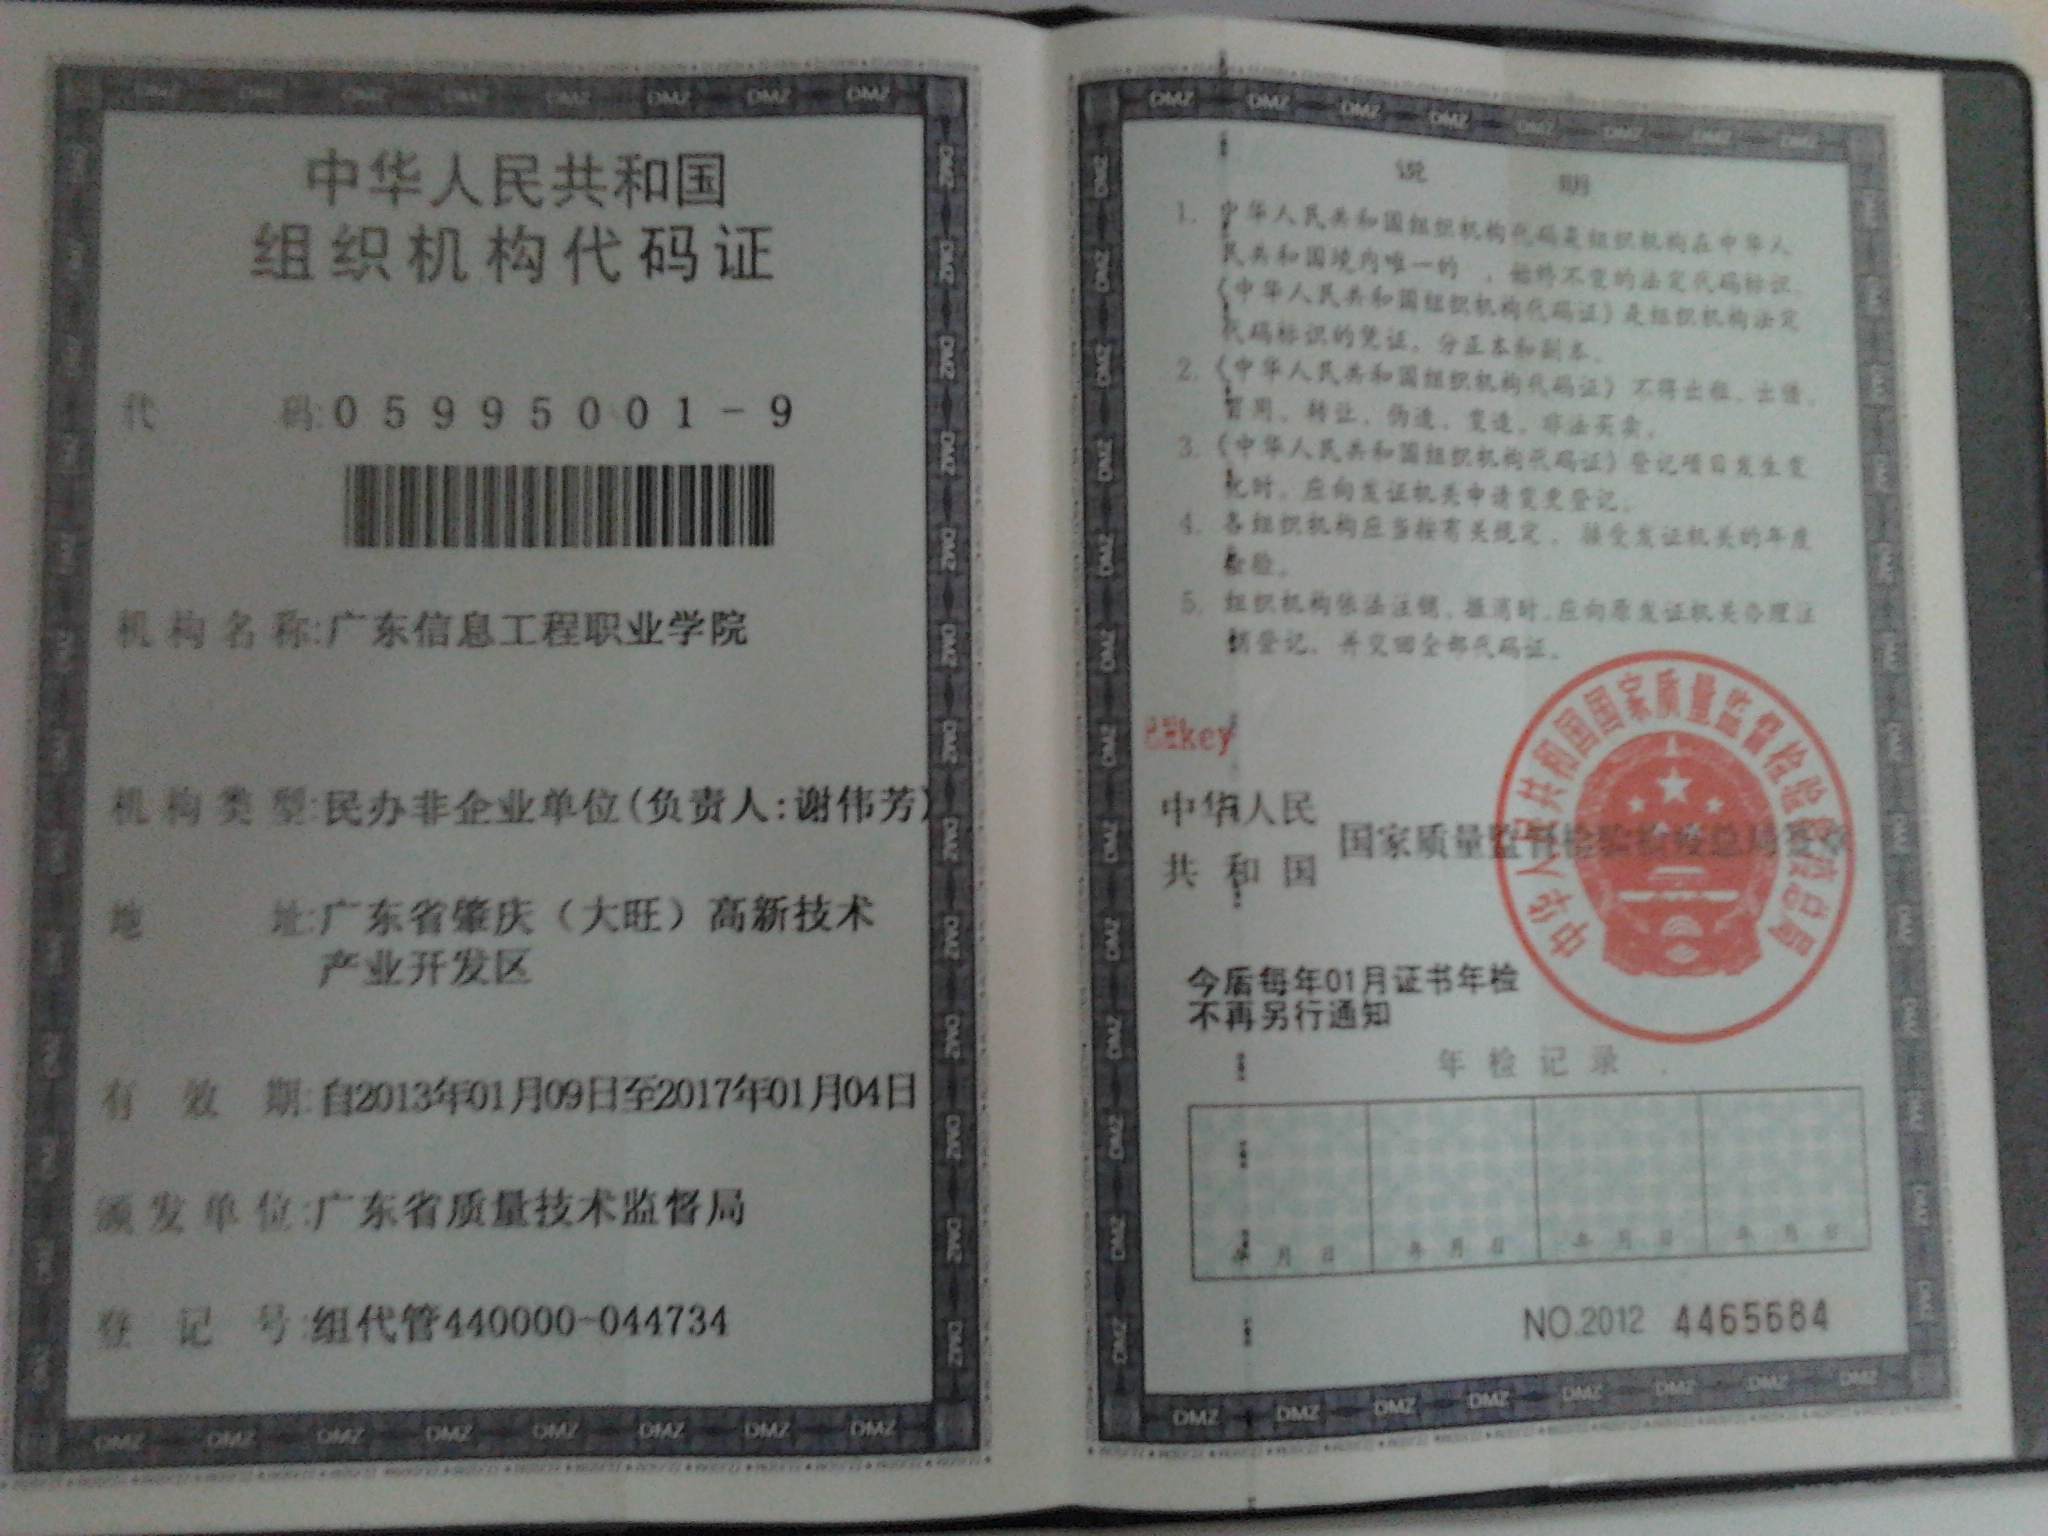 中华人民共和国
组织机构代码证
代 码:05995001-9
机构名称:广东信息工程职业学院
机构类型:民办非企业单位(负责人:谢伟芳)
地 址:广东省肇庆（大旺）高新技术
产业开发区
有 效 期:自2013年01月09日至2017年01月04日
颁发单位:广东省质量技术监督局
登 记 号:组代管440000-044734
说 明
1. 中华人民共和国组织机构代码是组织机构在中华人
民共和国境内唯一的、始终不变的法定代码标识，
《中华人民共和国组织机构代码证》是组织机构法定
代码标识的凭证，分正本和副本。
2. 《中华人民共和国组织机构代码证》不得出租、出借、
冒用、转让、伪造、变造、非法买卖。
3. 《中华人民共和国组织机构代码证》登记项目发生变
化时，应向发证机关申请变更登记。
4. 各组织机构应当按有关规定，接受发证机关的年度
检验。
5. 组织机构依法注销、撤消时，应向原发证机关办理注
销登记，并交回全部代码证。
key
中华人民
共和国
国家质量监督检验检疫总局签章
中华人民共和国国家质量监督检验检疫总局
今后每年01月证书年检
不再另行通知
年检记录
年 月 日 年 月 日 年 月 日 年 月 日
NO.2012 4465684
DMZ